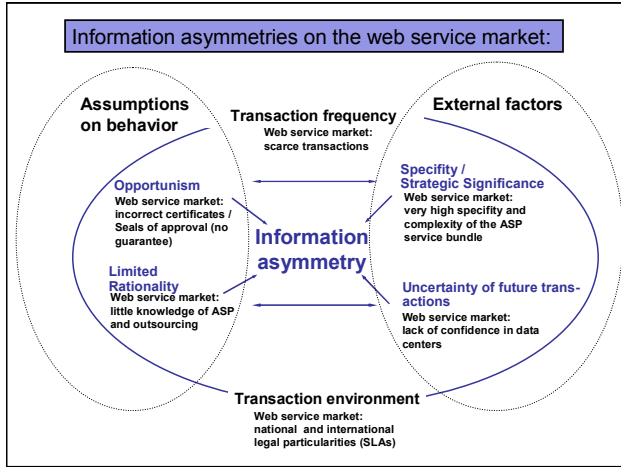 Information asymmetries on the web service market:
Assumptions
on behavior
Transaction frequency
Web service market:
scarce transactions
External factors
Opportunism
Web service market:
incorrect certificates /
Seals of approval (no
guarantee)
Specifity /
Strategic Significance
Web service market:
very high specifity and
complexity of the ASP
service bundle
Information
asymmetry
Limited
Rationality
Web service market:
little knowledge of ASP
and outsourcing
Uncertainty of future trans-
actions
Web service market:
lack of confidence in data
centers
Transaction environment
Web service market:
national and international
legal particularities (SLAs)